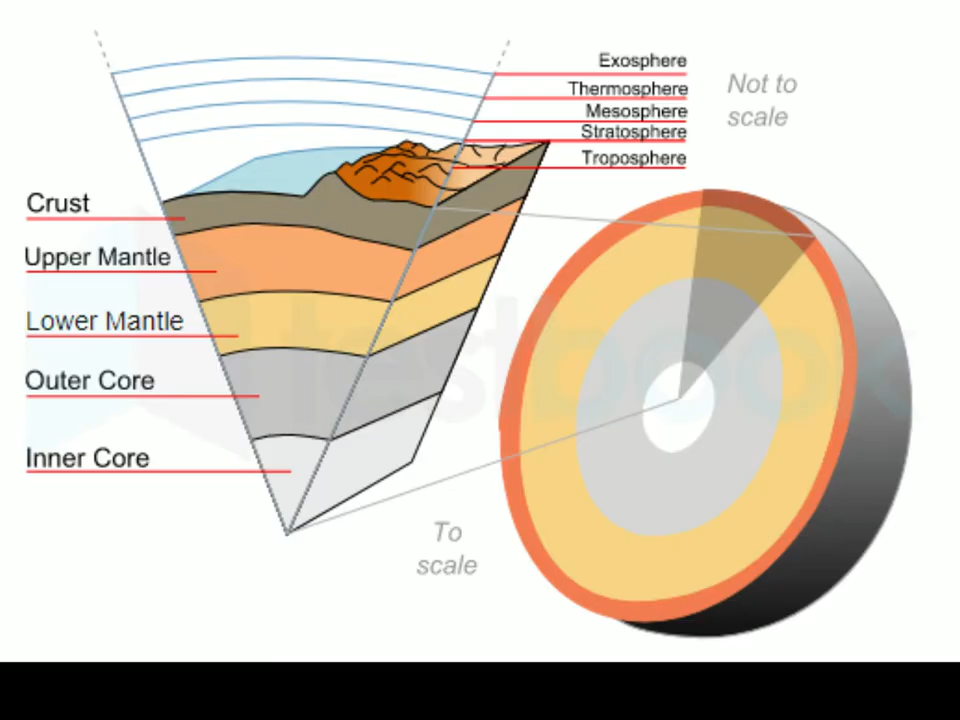 Exosphere
Thermosphere
Mesosphere
Stratosphere
Troposphere
Not to
scale
Crust
Upper Mantle
Lower Mantle
Outer Core
Inner Core
To
scale
testbook